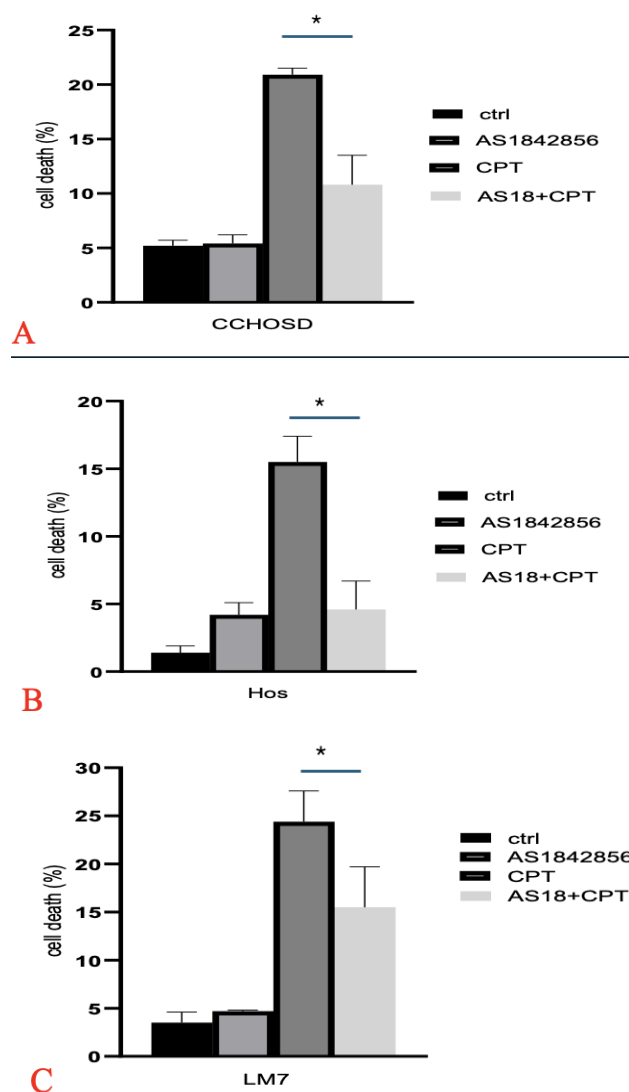 *
25
20
15
10
5
0
cell death (%)
ctrl
AS1842856
CPT
AS18+CPT
CCHOSD
A
*
20
15
10
5
0
cell death (%)
ctrl
AS1842856
CPT
AS18+CPT
Hos
B
*
30
25
20
15
10
5
0
cell death (%)
ctrl
AS1842856
CPT
AS18+CPT
LM7
C